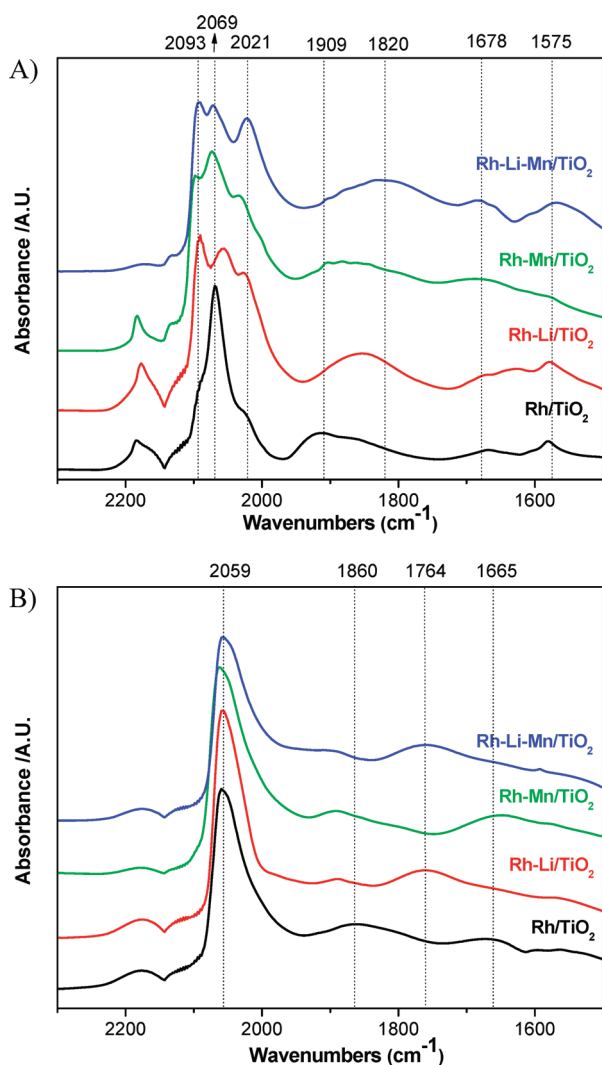 2069
2093 2021 1909 1820 1678 1575
A)
Rh-Li-Mn/TiO2
Rh-Mn/TiO2
Rh-Li/TiO2
Rh/TiO2
Absorbance /A.U.
2200 2000 1800 1600
Wavenumbers (cm-1)
2059 1860 1764 1665
B)
Rh-Li-Mn/TiO2
Rh-Mn/TiO2
Rh-Li/TiO2
Rh/TiO2
Absorbance /A.U.
2200 2000 1800 1600
Wavenumbers (cm-1)